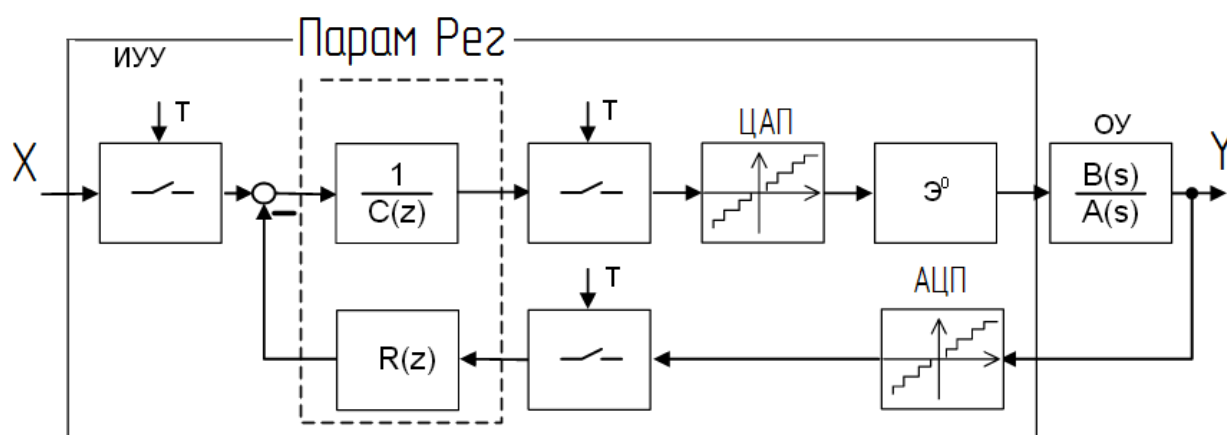 Парам Рег
ИУУ
T
T
ЦАП
ОУ
X
1
C(z)
Э⁰
B(s)
A(s)
Y
T
АЦП
R(z)